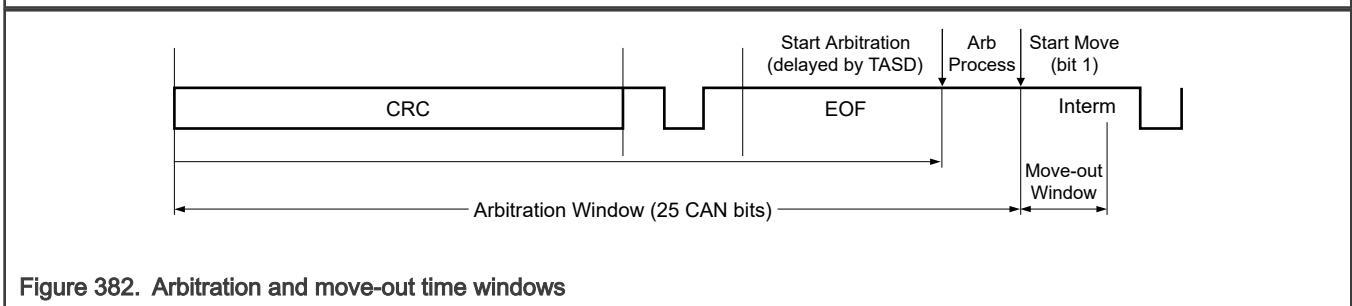 Start Arbitration
(delayed by TASD)
Arb
Process
Start Move
(bit 1)
CRC
EOF
Interm
Move-out
Window
Arbitration Window (25 CAN bits)
Figure 382. Arbitration and move-out time windows